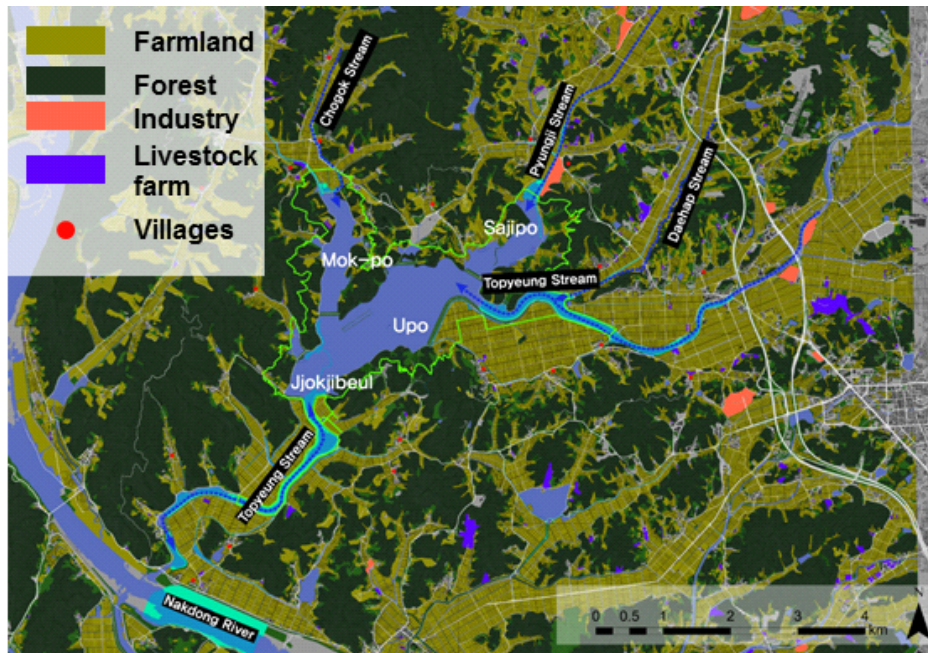 Farmland
Forest
Industry
Livestock
farm
Villages
Chogok Stream
Pyungji Stream
Daehap Stream
Sajipo
Mok-po
Topyeung Stream
Upo
Jjokjibeul
Topyeung Stream
Nakdong River
N
0 0.5 1 2 3 4
km